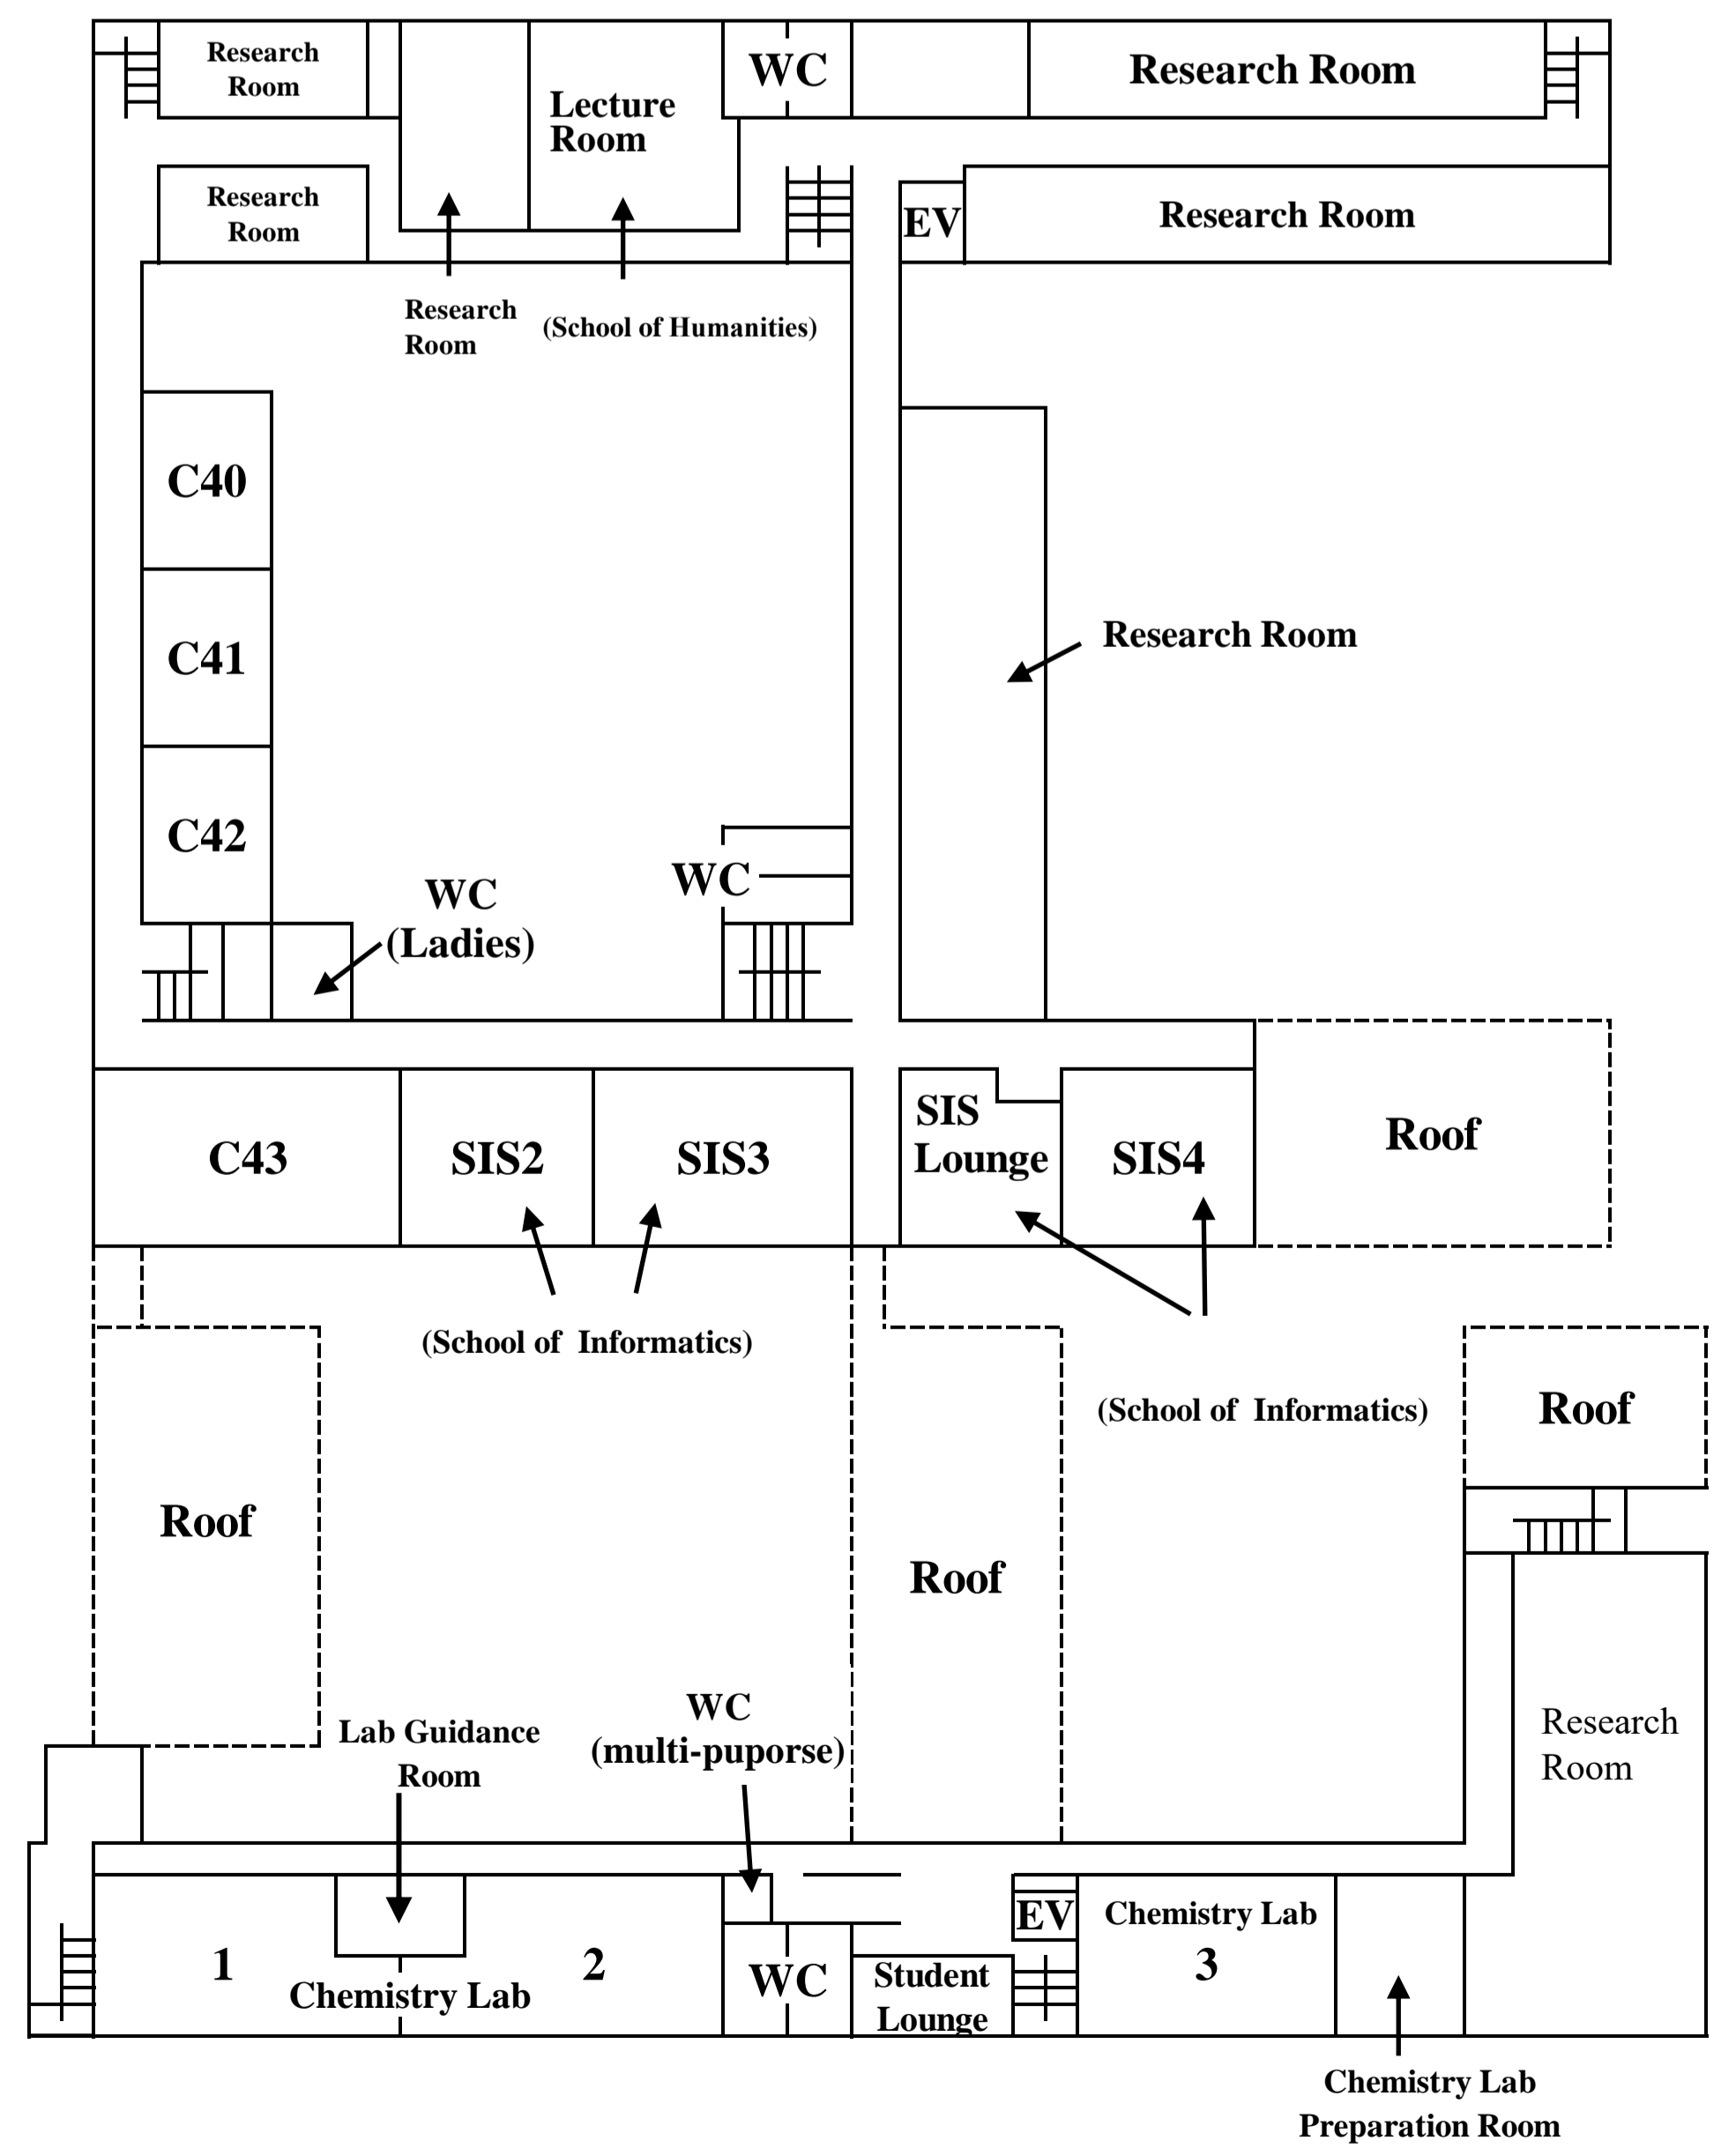 Research
Room
Lecture
Room
WC
Research Room
Research
Room
EV
Research Room
Research
Room
(School of Humanities)
C40
C41
Research Room
C42
WC
WC
(Ladies)
C43
SIS2
SIS3
SIS
Lounge
SIS4
Roof
(School of Informatics)
(School of Informatics)
Roof
Roof
Roof
Lab Guidance
Room
WC
(multi-puporse)
Research
Room
1
2
Chemistry Lab
WC
Student
Lounge
EV
Chemistry Lab
3
Chemistry Lab
Preparation Room